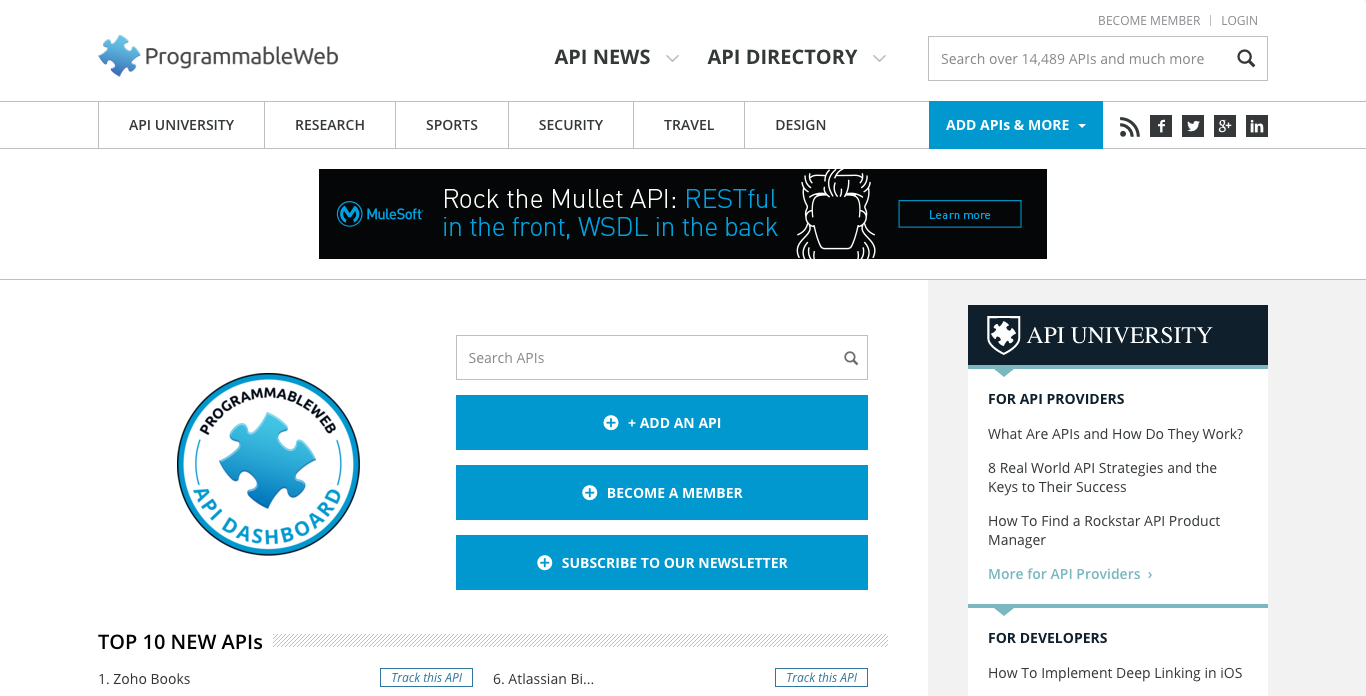 BECOME MEMBER | LOGIN
ProgrammableWeb
API NEWS
API DIRECTORY
Search over 14,489 APIs and much more
API UNIVERSITY
RESEARCH
SPORTS
SECURITY
TRAVEL
DESIGN
ADD APIs & MORE
MuleSoft
Rock the Mullet API: RESTful
in the front, WSDL in the back
Learn more
PROGRAMMABLEWEB
API DASHBOARD
Search APIs
+ ADD AN API
BECOME A MEMBER
SUBSCRIBE TO OUR NEWSLETTER
TOP 10 NEW APIs
1. Zoho Books
Track this API
6. Atlassian Bi...
Track this API
API UNIVERSITY
FOR API PROVIDERS
What Are APIs and How Do They Work?
8 Real World API Strategies and the
Keys to Their Success
How To Find a Rockstar API Product
Manager
More for API Providers ›
FOR DEVELOPERS
How To Implement Deep Linking in iOS